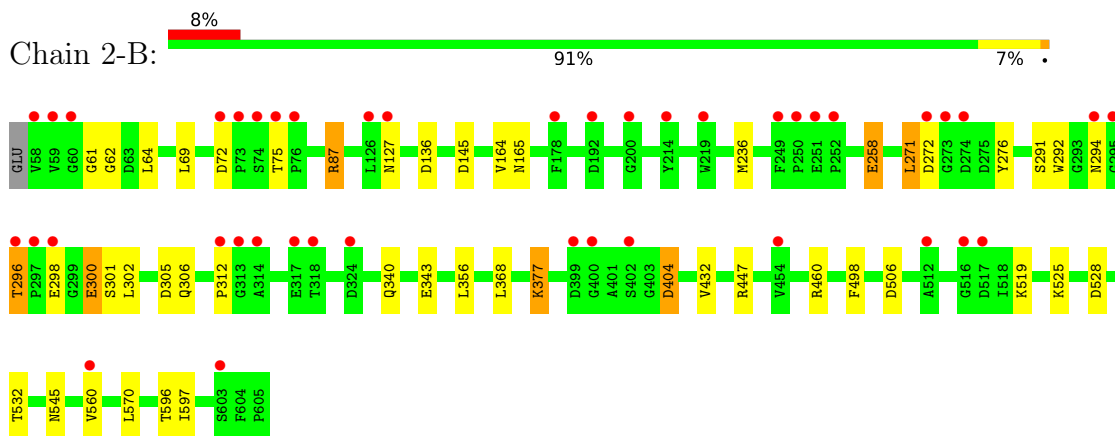 8%
Chain 2-B:
91% 7% •
GLU V58 V59 G60 G61 G62 D63 L64 L69 D72 P73 S74 T75 P76 R87 L126 N127 D136 D145 V164 N165 F178 D192 G200 Y214 W219 M236 F249 P250 E251 P252 E258 L271 D272 G273 D274 D275 Y276 S291 W292 G293 N294 G295
T296 P297 E298 G299 E300 S301 L302 D305 Q306 P312 G313 A314 E317 T318 D324 Q340 E343 L356 L368 K377 D399 G400 A401 S402 G403 D404 V432 R447 V454 R460 F498 D506 A512 G516 D517 I518 K519 K525 D528
T532 N545 V560 L570 T596 I597 S603 F604 P605